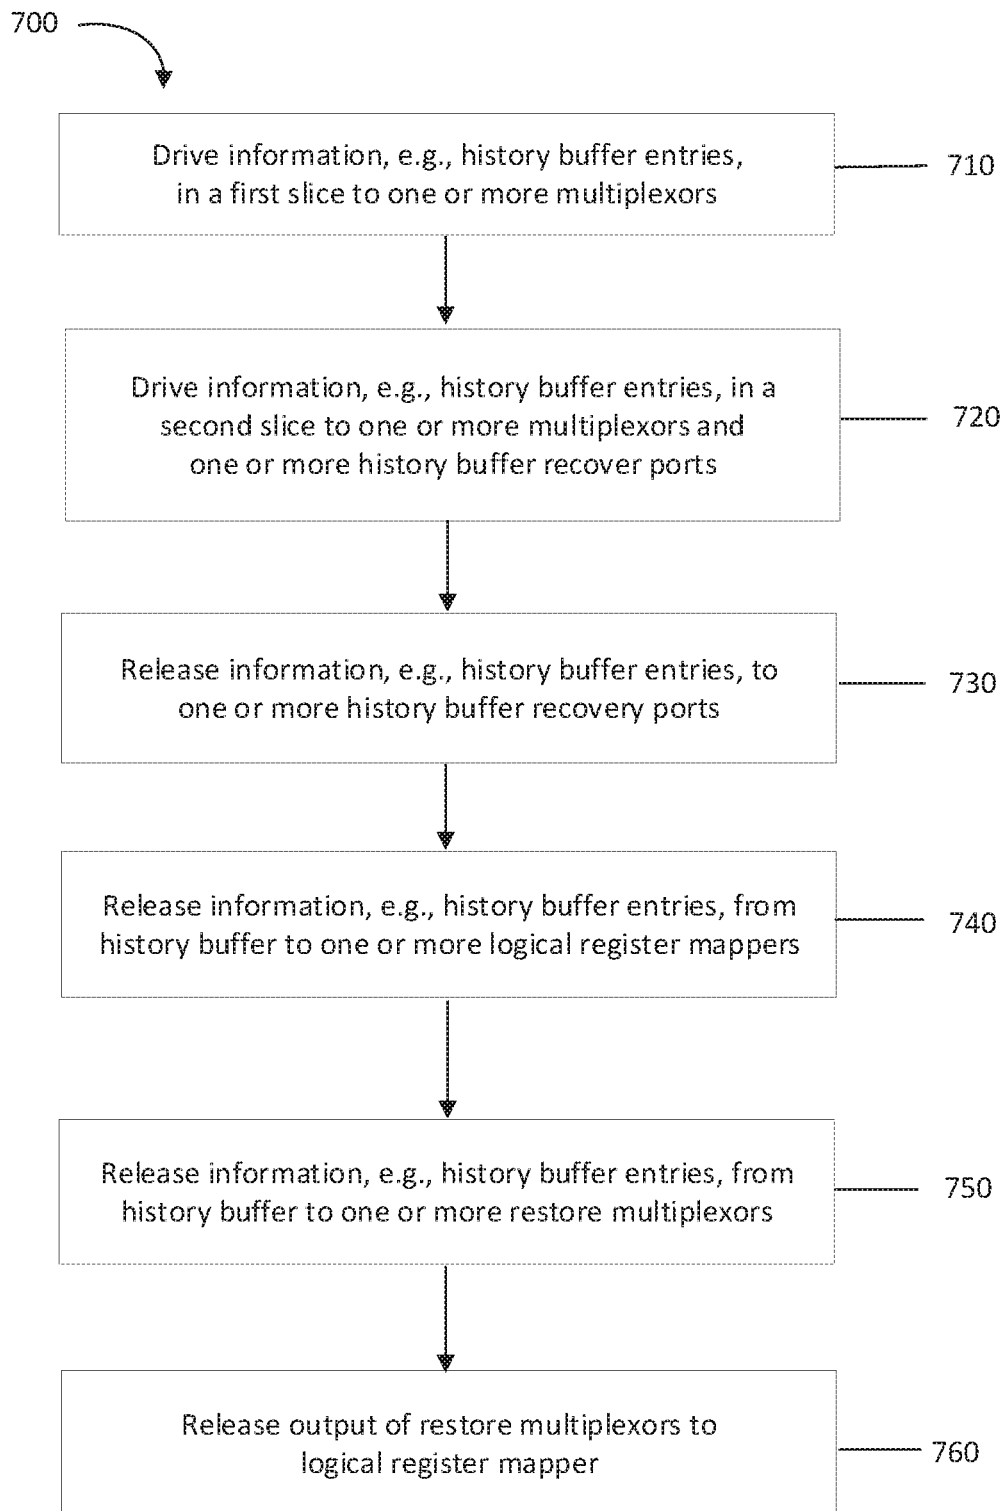 700
Drive information, e.g., history buffer entries,
in a first slice to one or more multiplexors
710
Drive information, e.g., history buffer entries, in a
second slice to one or more multiplexors and
one or more history buffer recover ports
720
Release information, e.g., history buffer entries, to
one or more history buffer recovery ports
730
Release information, e.g., history buffer entries, from
history buffer to one or more logical register mappers
740
Release information, e.g., history buffer entries, from
history buffer to one or more restore multiplexors
750
Release output of restore multiplexors to
logical register mapper
760